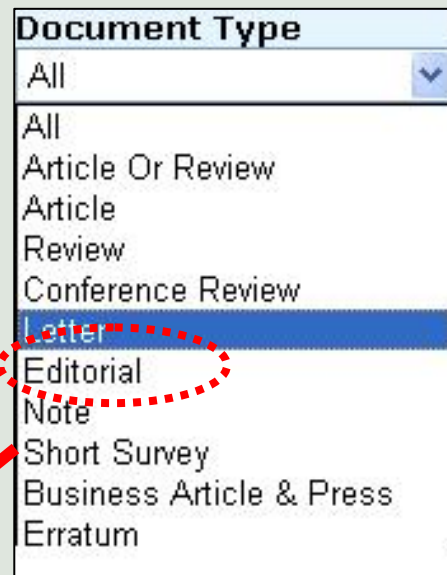 Document Type
All
All
Article Or Review
Article
Review
Conference Review
Letter
Editorial
Note
Short Survey
Business Article & Press
Erratum